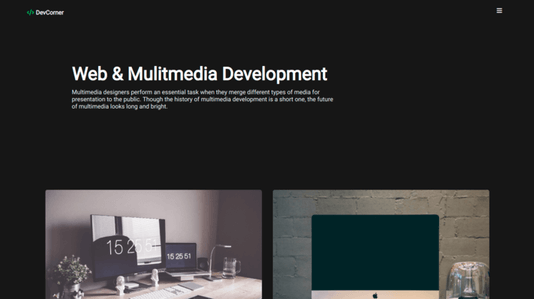 </> DevCorner
Web & Mulitmedia Development
Multimedia designers perform an essential task when they merge different types of media for
presentation to the public. Though the history of multimedia development is a short one, the future
of multimedia looks long and bright.
15 25 51
15 25 51